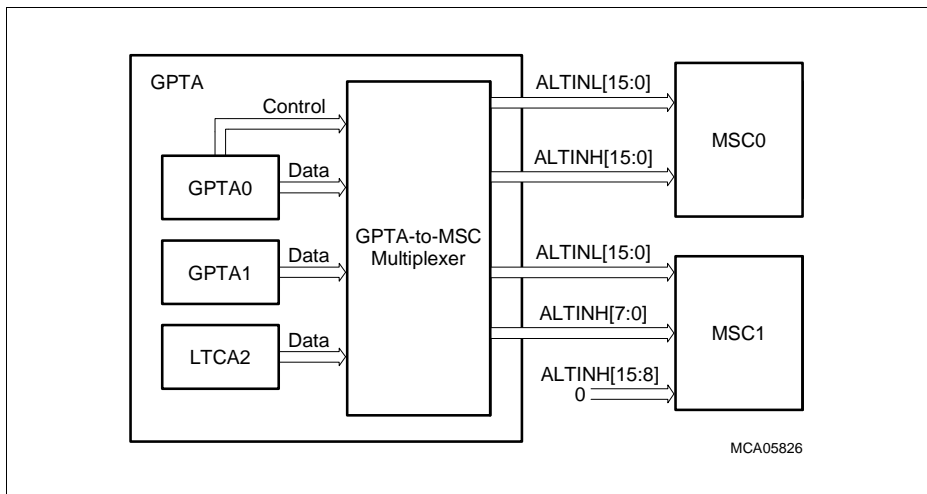 GPTA
Control
GPTA0
Data
GPTA1
Data
LTCA2
Data
GPTA-to-MSC
Multiplexer
ALTINL[15:0]
ALTINH[15:0]
MSC0
ALTINL[15:0]
ALTINH[7:0]
ALTINH[15:8]
0
MSC1
MCA05826